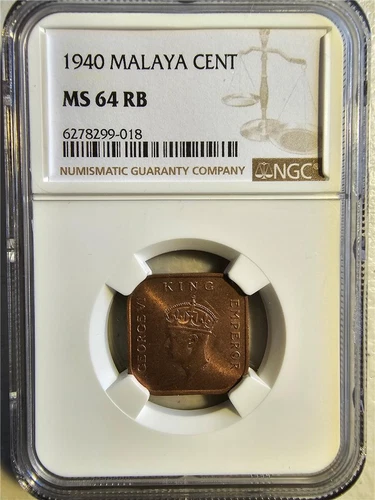 1940 MALAYA CENT
MS 64 RB
6278299-018
NUMISMATIC GUARANTY COMPANY
NGC
GEORGE VI KING EMPEROR